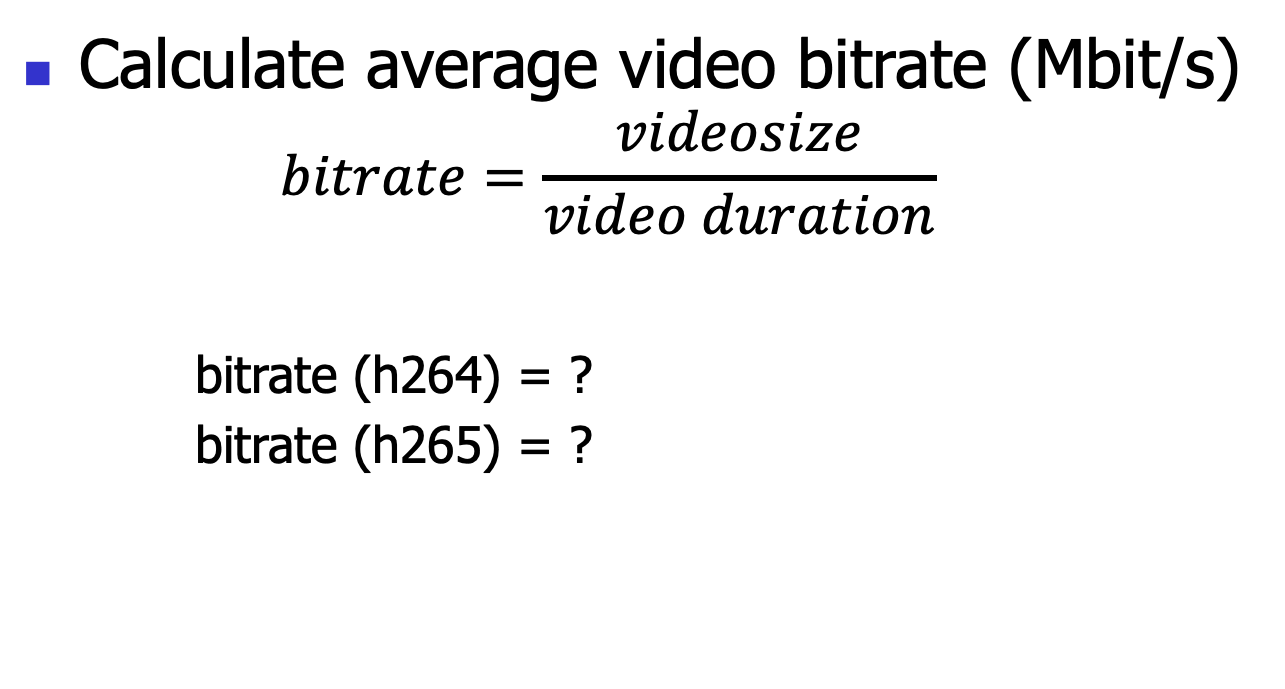 Calculate average video bitrate (Mbit/s)
bitrate = videosize / video duration
bitrate (h264) = ?
bitrate (h265) = ?